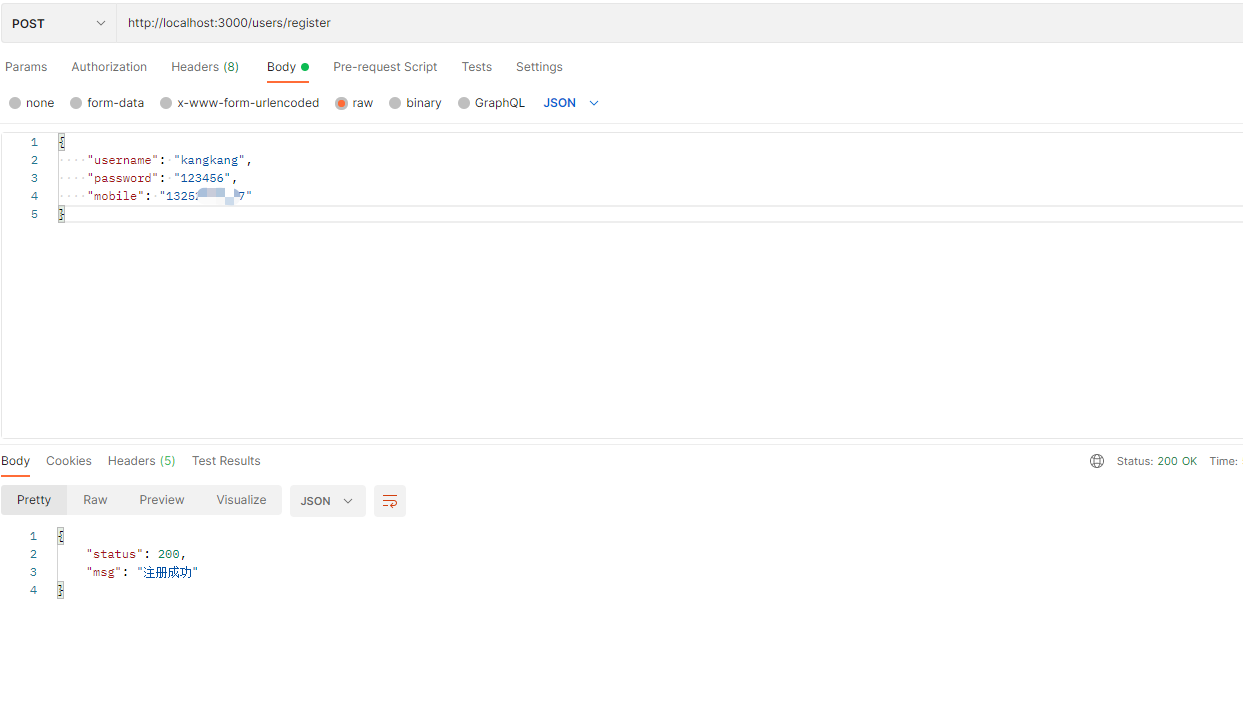 POST http://localhost:3000/users/register
Params Authorization Headers (8) Body Pre-request Script Tests Settings
none form-data x-www-form-urlencoded raw binary GraphQL JSON
1 {
2 "username": "kangkang",
3 "password": "123456",
4 "mobile": "1325 7"
5 }
Body Cookies Headers (5) Test Results Status: 200 OK Time:
Pretty Raw Preview Visualize JSON
1 {
2 "status": 200,
3 "msg": "注册成功"
4 }